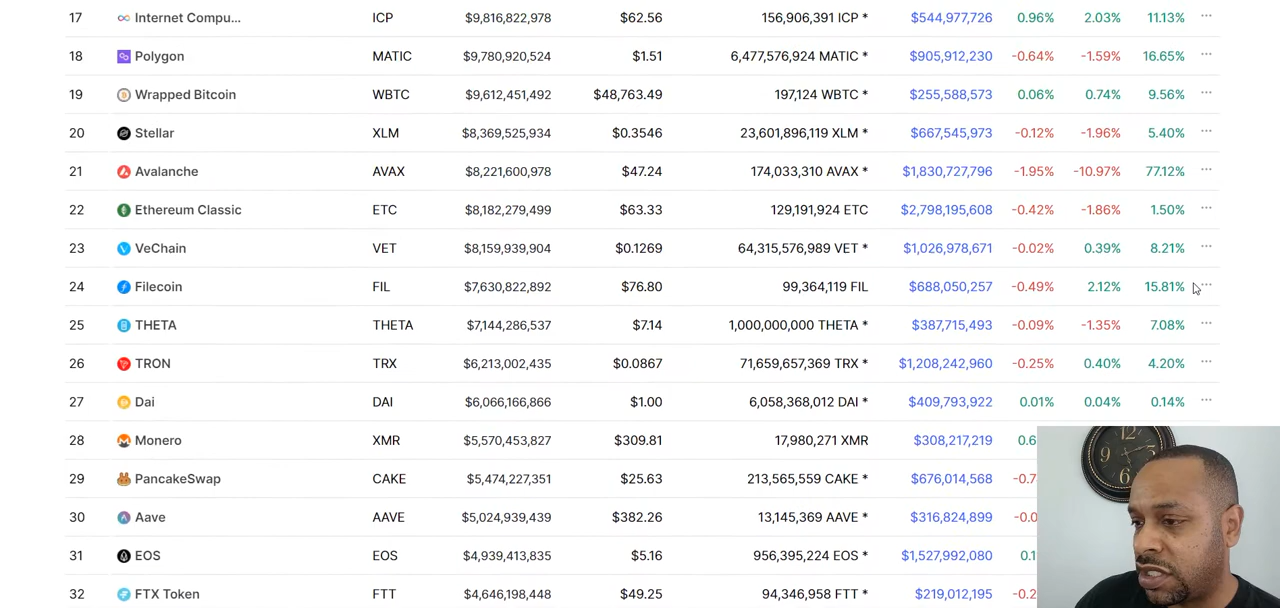 17 Internet Compu... ICP $9,816,822,978 $62.56 156,906,391 ICP * $544,977,726 0.96% 2.03% 11.13% ...
18 Polygon MATIC $9,780,920,524 $1.51 6,477,576,924 MATIC * $905,912,230 -0.64% -1.59% 16.65% ...
19 Wrapped Bitcoin WBTC $9,612,451,492 $48,763.49 197,124 WBTC * $255,588,573 0.06% 0.74% 9.56% ...
20 Stellar XLM $8,369,525,934 $0.3546 23,601,896,119 XLM * $667,545,973 -0.12% -1.96% 5.40% ...
21 Avalanche AVAX $8,221,600,978 $47.24 174,033,310 AVAX * $1,830,727,796 -1.95% -10.97% 77.12% ...
22 Ethereum Classic ETC $8,182,279,499 $63.33 129,191,924 ETC $2,798,195,608 -0.42% -1.86% 1.50% ...
23 VeChain VET $8,159,939,904 $0.1269 64,315,576,989 VET * $1,026,978,671 -0.02% 0.39% 8.21% ...
24 Filecoin FIL $7,630,822,892 $76.80 99,364,119 FIL $688,050,257 -0.49% 2.12% 15.81% ...
25 THETA THETA $7,144,286,537 $7.14 1,000,000,000 THETA * $387,715,493 -0.09% -1.35% 7.08% ...
26 TRON TRX $6,213,002,435 $0.0867 71,659,657,369 TRX * $1,208,242,960 -0.25% 0.40% 4.20% ...
27 Dai DAI $6,066,166,866 $1.00 6,058,368,012 DAI * $409,793,922 0.01% 0.04% 0.14% ...
28 Monero XMR $5,570,453,827 $309.81 17,980,271 XMR $308,217,219 0.6
29 PancakeSwap CAKE $5,474,227,351 $25.63 213,565,559 CAKE * $676,014,568 -0.7
30 Aave AAVE $5,024,939,439 $382.26 13,145,369 AAVE * $316,824,899 -0.0
31 EOS EOS $4,939,413,835 $5.16 956,395,224 EOS * $1,527,992,080 0.1
32 FTX Token FTT $4,646,198,448 $49.25 94,346,958 FTT * $219,012,195 -0.2
12
9
6